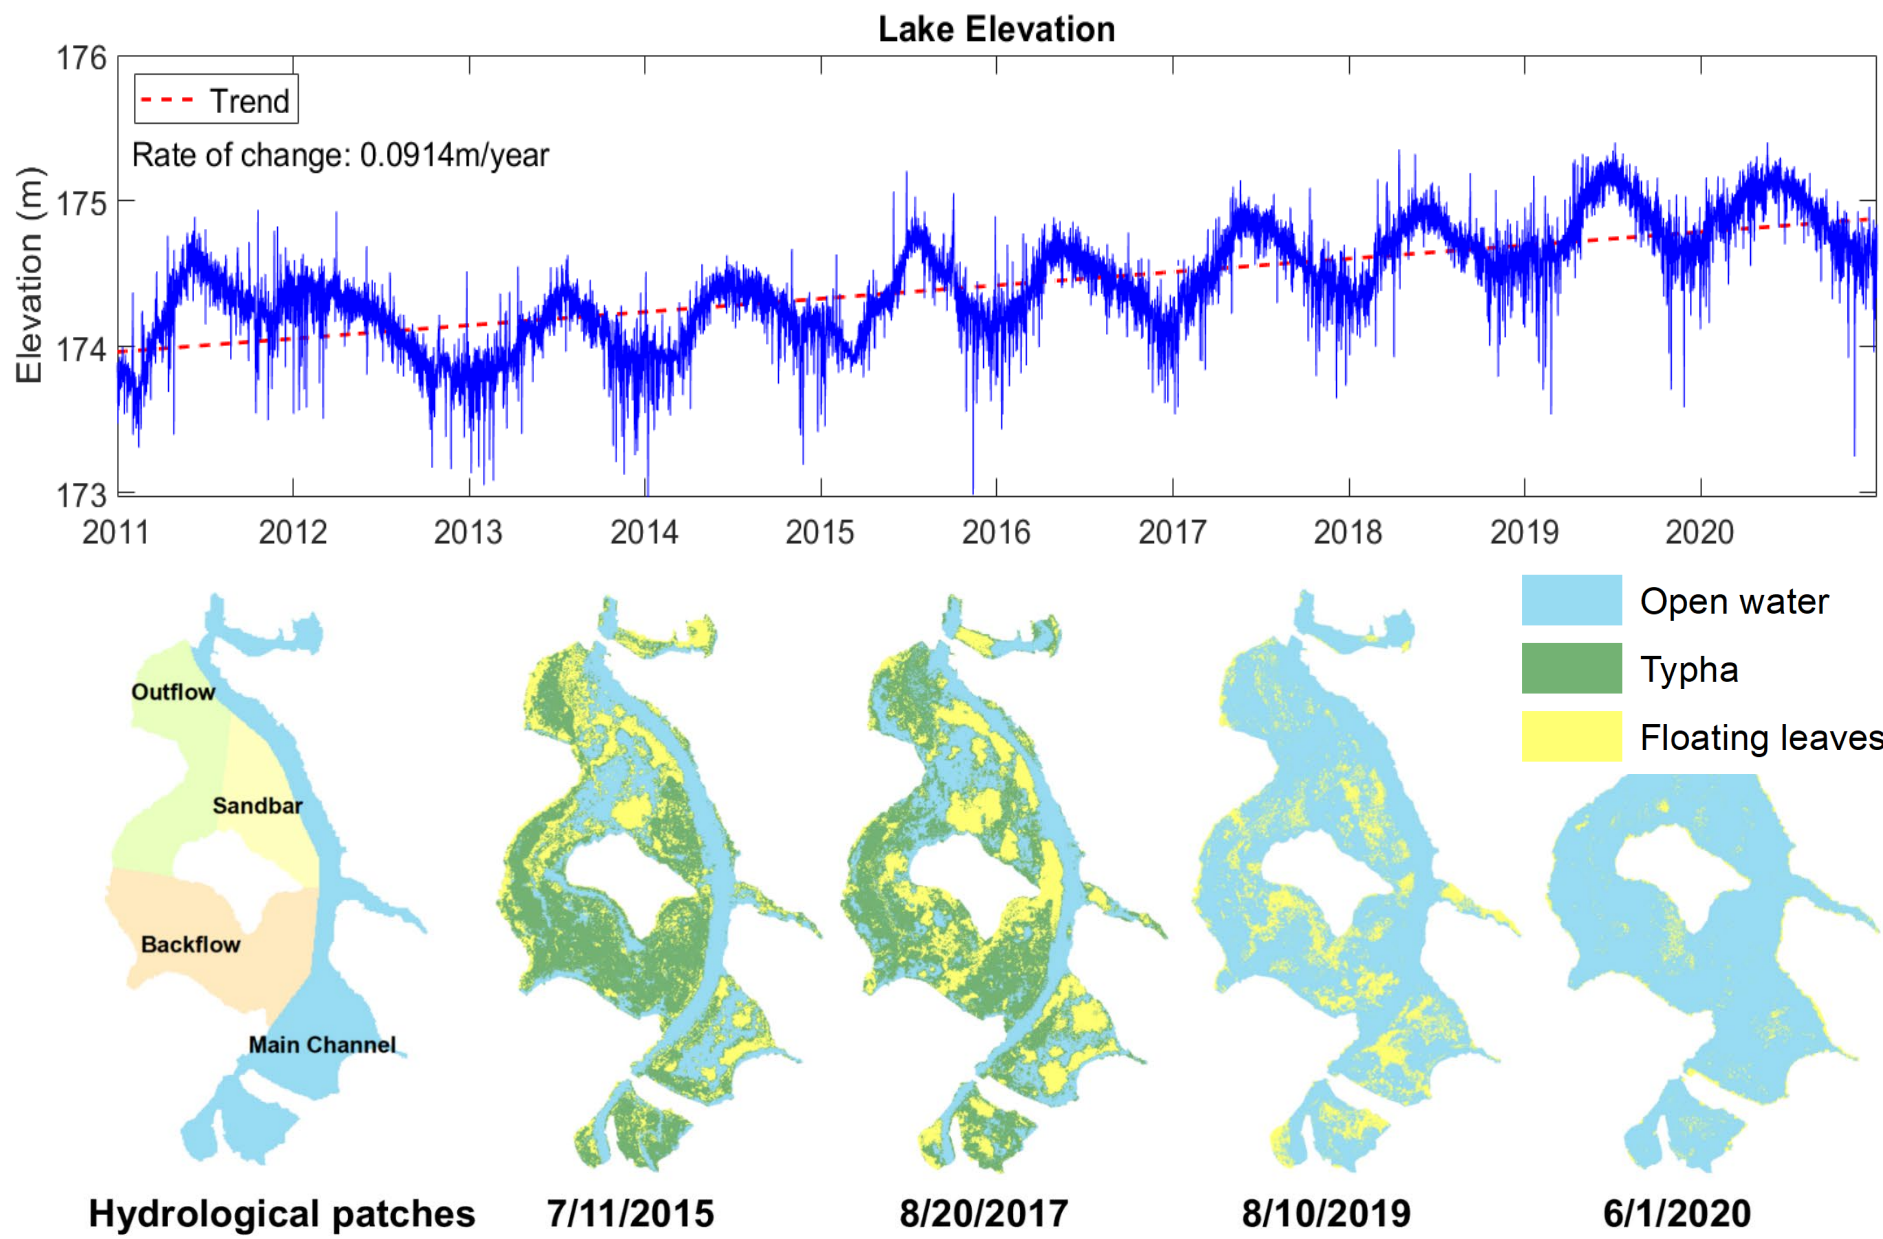 Lake Elevation
176
Trend
Rate of change: 0.0914m/year
175
Elevation (m)
174
173
2011 2012 2013 2014 2015 2016 2017 2018 2019 2020
Open water
Typha
Floating leaves
Outflow
Sandbar
Backflow
Main Channel
Hydrological patches 7/11/2015 8/20/2017 8/10/2019 6/1/2020